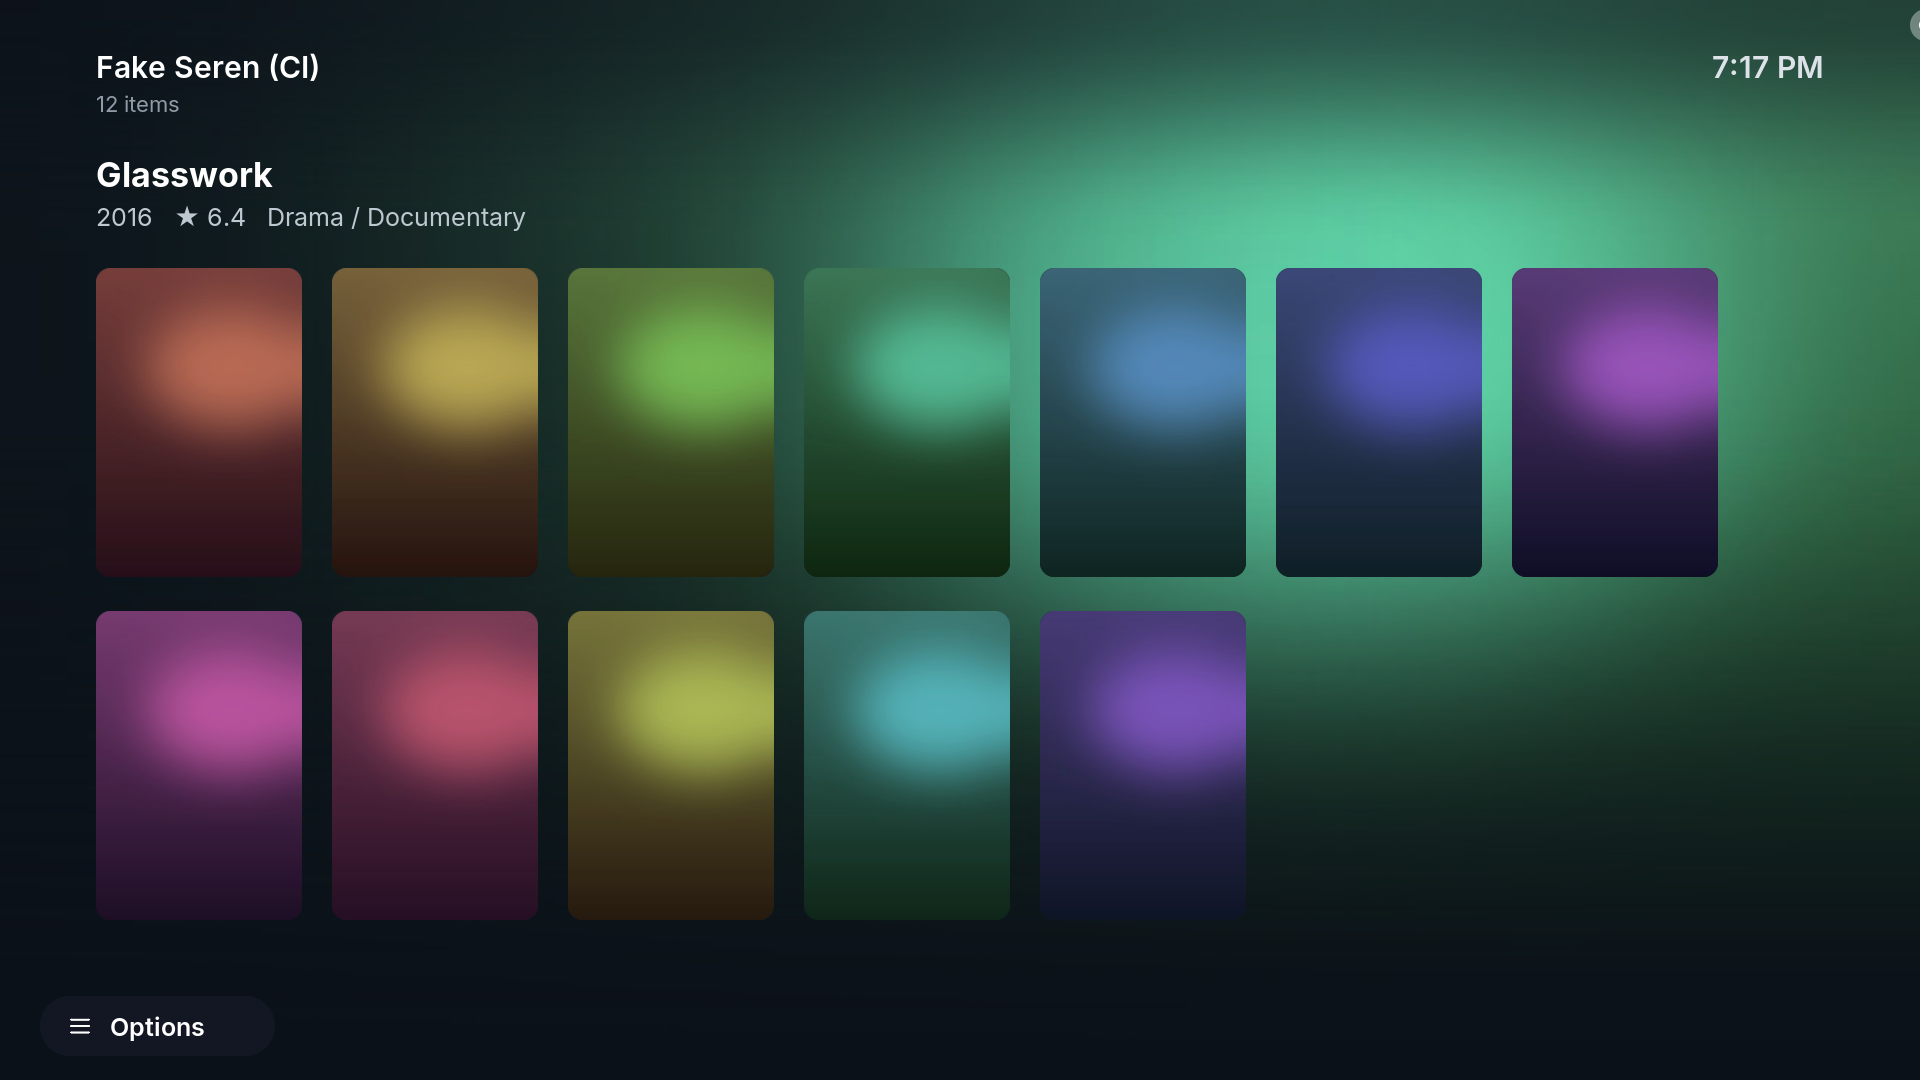 Fake Seren (CI)
7:17 PM
12 items
Glasswork
2016 ★ 6.4 Drama / Documentary
Options